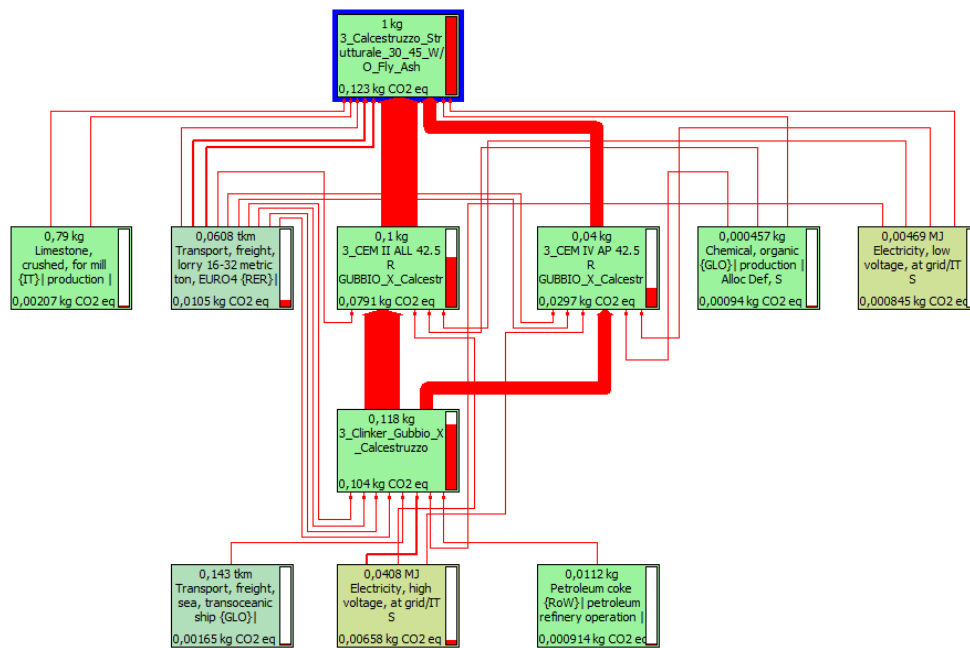 1 kg
3_Calcestruzzo_Str
utturale_30_45_W/
O_Fly_Ash
0,123 kg CO2 eq
0,79 kg
Limestone,
crushed, for mill
{IT}| production |
0,00207 kg CO2 eq
0,0608 tkm
Transport, freight,
lorry 16-32 metric
ton, EURO4 {RER}|
0,0105 kg CO2 eq
0,1 kg
3_CEM II ALL 42.5
R
GUBBIO_X_Calcestr
0,0791 kg CO2 eq
0,04 kg
3_CEM IV AP 42.5
R
GUBBIO_X_Calcestr
0,0297 kg CO2 eq
0,000457 kg
Chemical, organic
{GLO}| production |
Alloc Def, S
0,00094 kg CO2 eq
0,00469 MJ
Electricity, low
voltage, at grid/IT
S
0,000845 kg CO2 eq
0,118 kg
3_Clinker_Gubbio_X
_Calcestruzzo
0,104 kg CO2 eq
0,143 tkm
Transport, freight,
sea, transoceanic
ship {GLO}|
0,00165 kg CO2 eq
0,0408 MJ
Electricity, high
voltage, at grid/IT
S
0,00658 kg CO2 eq
0,0112 kg
Petroleum coke
{RoW}| petroleum
refinery operation |
0,000914 kg CO2 eq